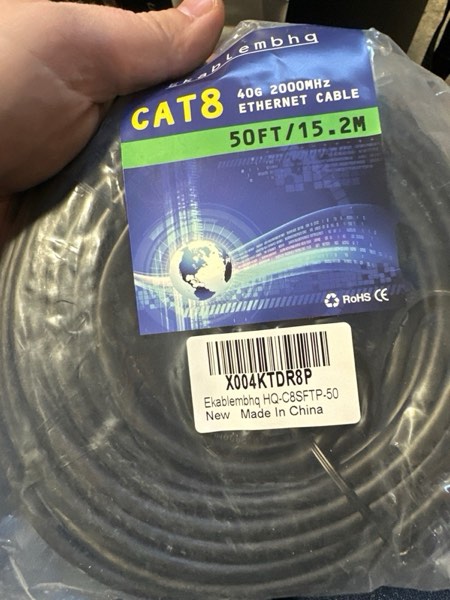 Ekablembhq
CAT8
40G 2000MHz
ETHERNET CABLE
50FT/15.2M
RoHS CE
X004KTDR8P
Ekablembhq HQ-C8SFTP-50
New Made In China